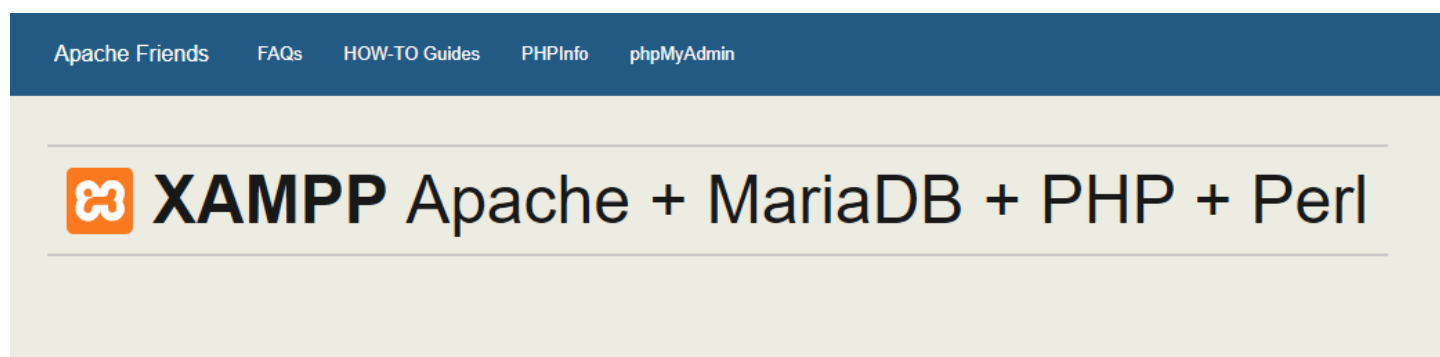 Apache Friends FAQs HOW-TO Guides PHPInfo phpMyAdmin
XAMPP Apache + MariaDB + PHP + Perl